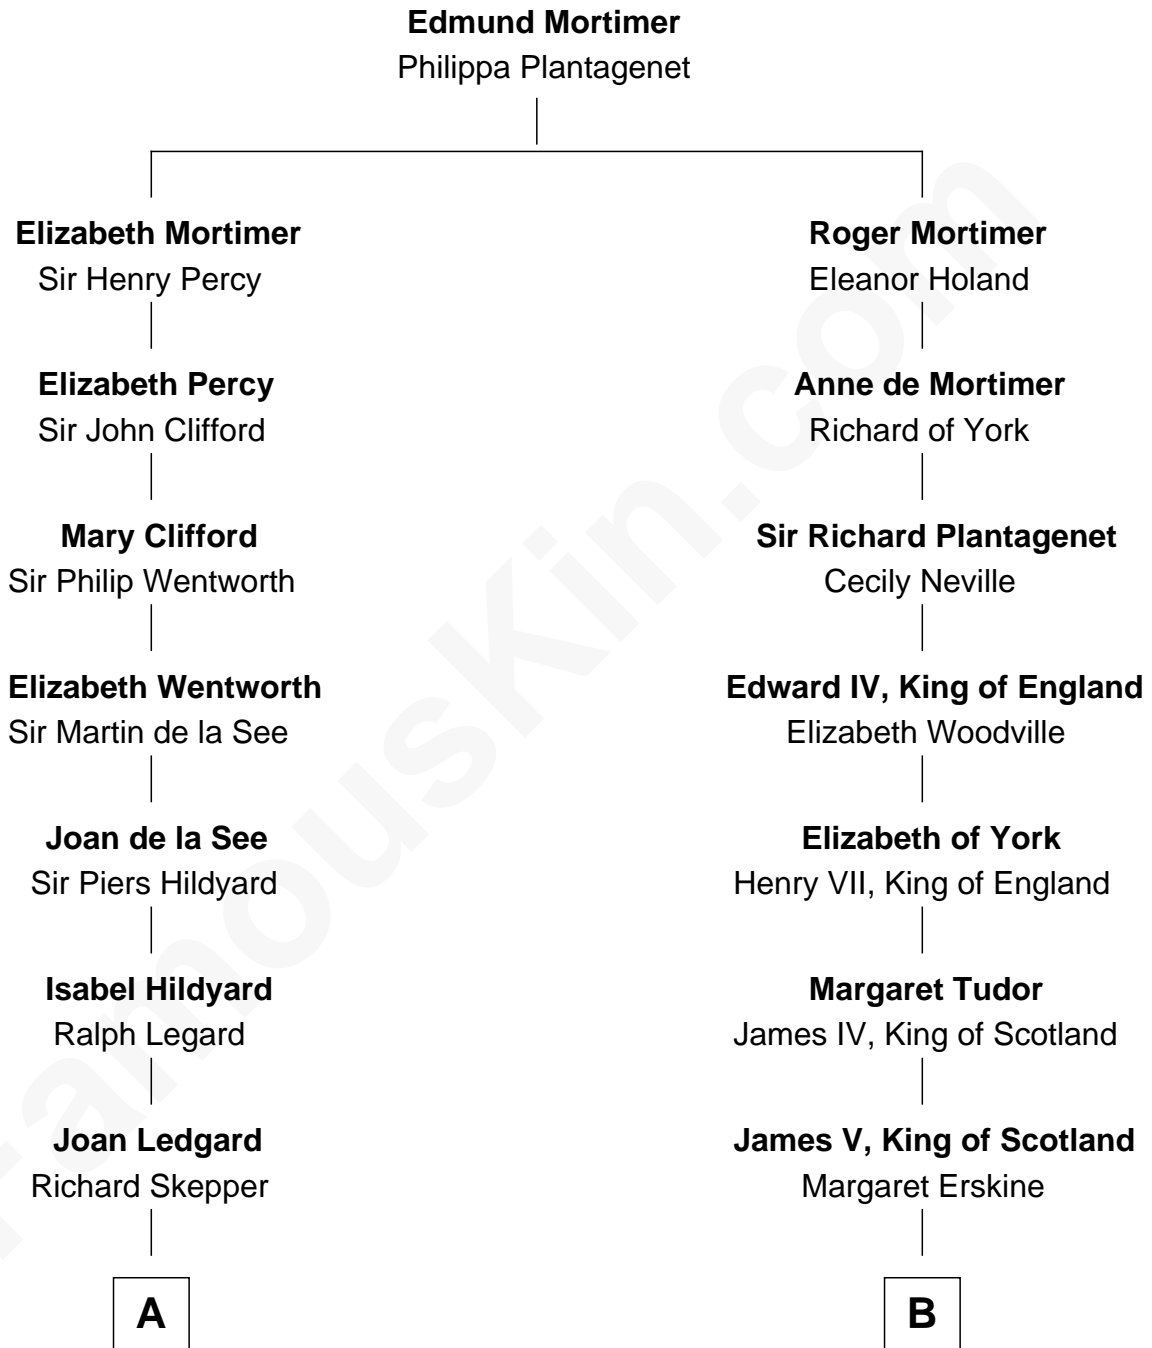 Edmund Mortimer
Philippa Plantagenet
Elizabeth Mortimer
Sir Henry Percy
Roger Mortimer
Eleanor Holand
Elizabeth Percy
Sir John Clifford
Anne de Mortimer
Richard of York
Mary Clifford
Sir Philip Wentworth
Sir Richard Plantagenet
Cecily Neville
Elizabeth Wentworth
Sir Martin de la See
Edward IV, King of England
Elizabeth Woodville
Joan de la See
Sir Piers Hildyard
Elizabeth of York
Henry VII, King of England
Isabel Hildyard
Ralph Legard
Margaret Tudor
James IV, King of Scotland
Joan Ledgard
Richard Skepper
James V, King of Scotland
Margaret Erskine
A
B
FamousKin.com